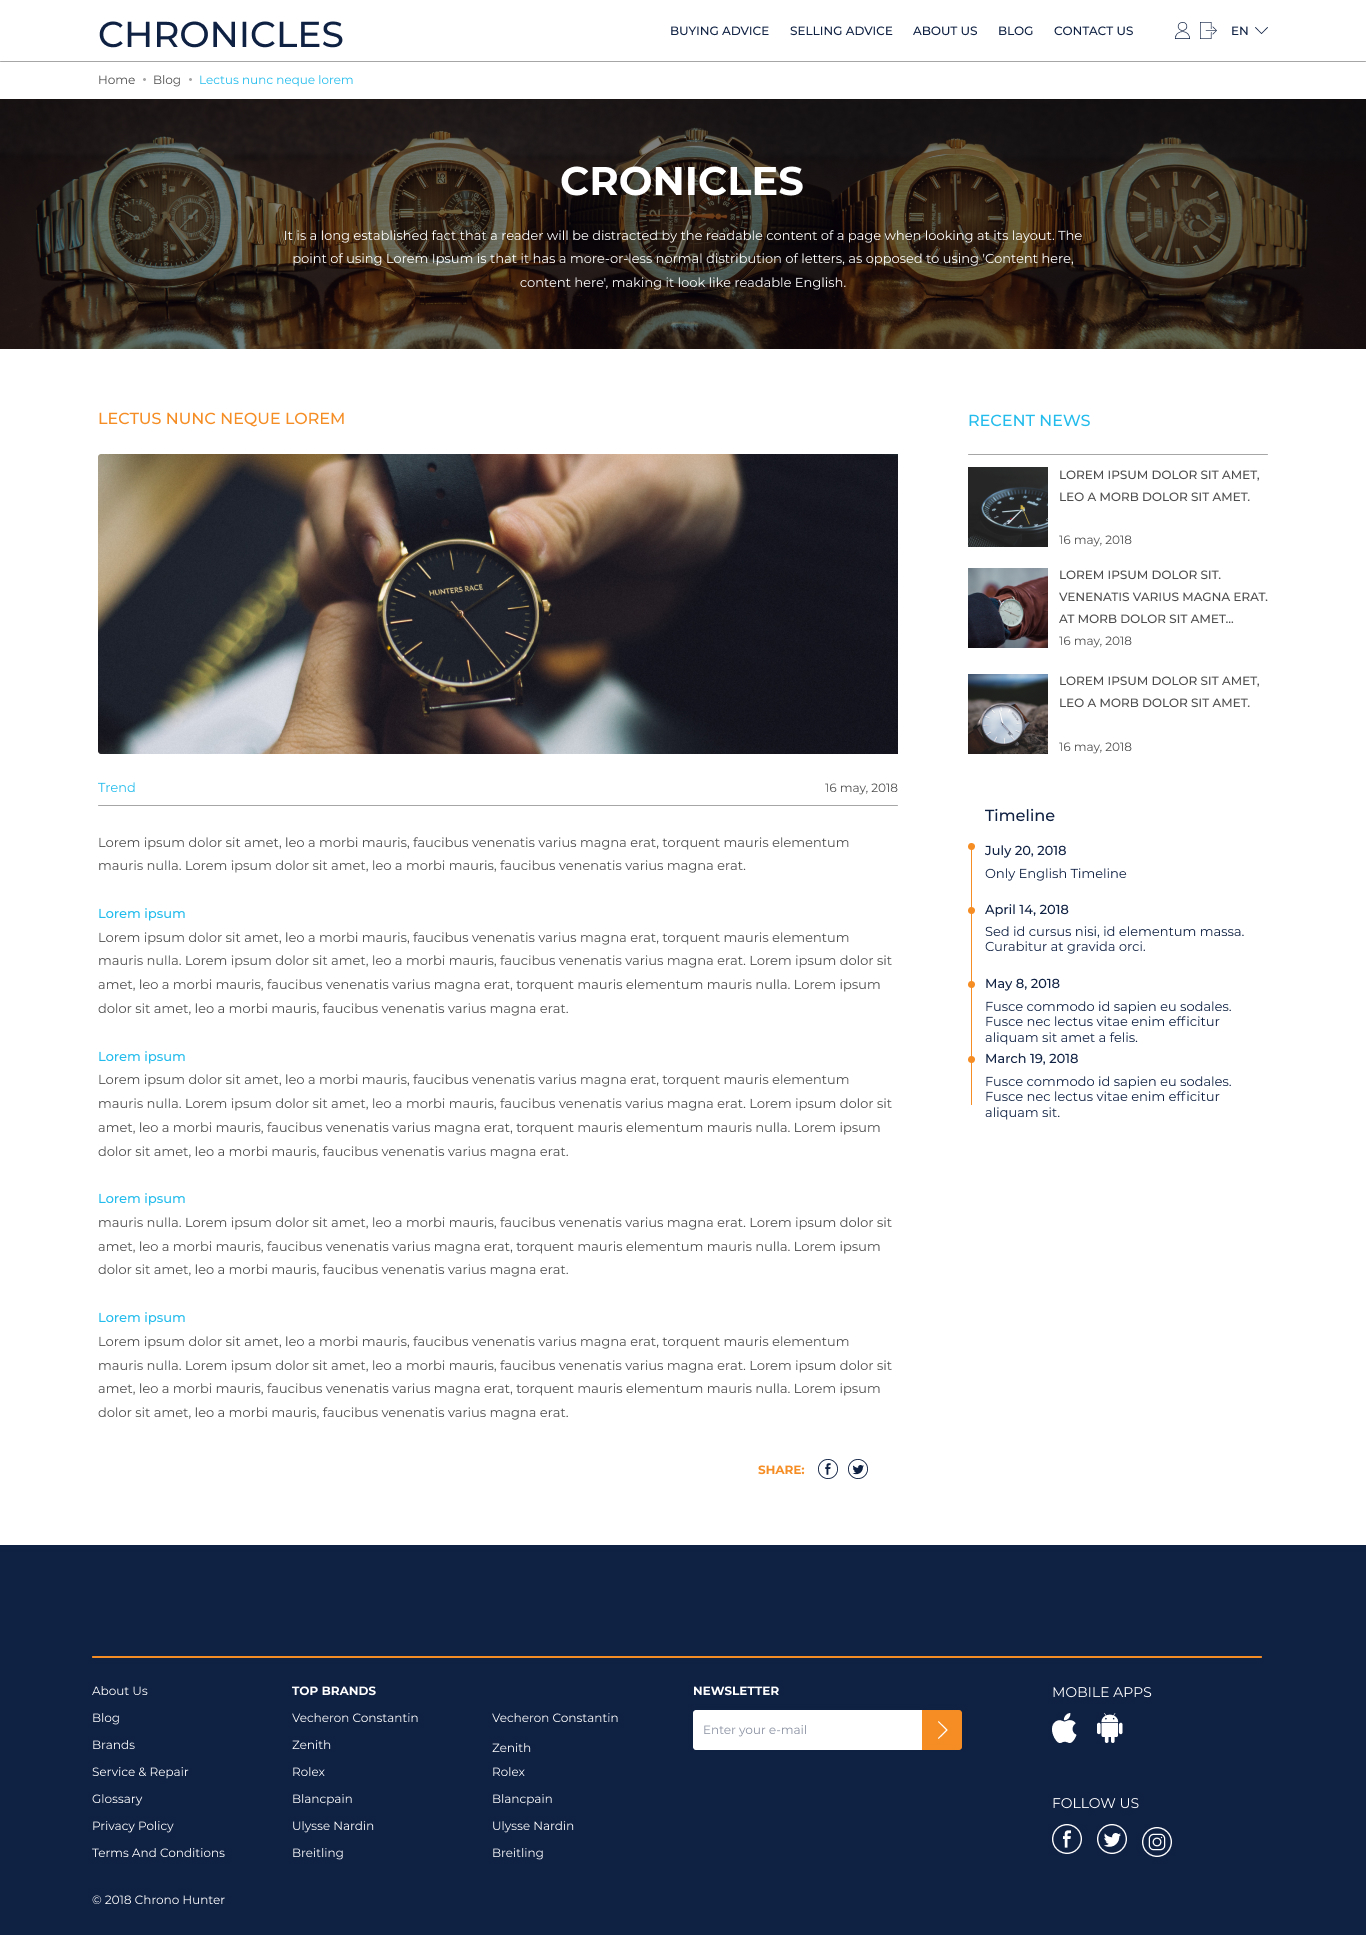 CHRONICLES
BUYING ADVICE SELLING ADVICE ABOUT US BLOG CONTACT US EN
Home • Blog • Lectus nunc neque lorem
CRONICLES
It is a long established fact that a reader will be distracted by the readable content of a page when looking at its layout. The
point of using Lorem Ipsum is that it has a more-or-less normal distribution of letters, as opposed to using 'Content here,
content here', making it look like readable English.
LECTUS NUNC NEQUE LOREM
HUNTERS RACE
Trend 16 may, 2018
Lorem ipsum dolor sit amet, leo a morbi mauris, faucibus venenatis varius magna erat, torquent mauris elementum
mauris nulla. Lorem ipsum dolor sit amet, leo a morbi mauris, faucibus venenatis varius magna erat.
Lorem ipsum
Lorem ipsum dolor sit amet, leo a morbi mauris, faucibus venenatis varius magna erat, torquent mauris elementum
mauris nulla. Lorem ipsum dolor sit amet, leo a morbi mauris, faucibus venenatis varius magna erat. Lorem ipsum dolor sit
amet, leo a morbi mauris, faucibus venenatis varius magna erat, torquent mauris elementum mauris nulla. Lorem ipsum
dolor sit amet, leo a morbi mauris, faucibus venenatis varius magna erat.
Lorem ipsum
Lorem ipsum dolor sit amet, leo a morbi mauris, faucibus venenatis varius magna erat, torquent mauris elementum
mauris nulla. Lorem ipsum dolor sit amet, leo a morbi mauris, faucibus venenatis varius magna erat. Lorem ipsum dolor sit
amet, leo a morbi mauris, faucibus venenatis varius magna erat, torquent mauris elementum mauris nulla. Lorem ipsum
dolor sit amet, leo a morbi mauris, faucibus venenatis varius magna erat.
Lorem ipsum
mauris nulla. Lorem ipsum dolor sit amet, leo a morbi mauris, faucibus venenatis varius magna erat. Lorem ipsum dolor sit
amet, leo a morbi mauris, faucibus venenatis varius magna erat, torquent mauris elementum mauris nulla. Lorem ipsum
dolor sit amet, leo a morbi mauris, faucibus venenatis varius magna erat.
Lorem ipsum
Lorem ipsum dolor sit amet, leo a morbi mauris, faucibus venenatis varius magna erat, torquent mauris elementum
mauris nulla. Lorem ipsum dolor sit amet, leo a morbi mauris, faucibus venenatis varius magna erat. Lorem ipsum dolor sit
amet, leo a morbi mauris, faucibus venenatis varius magna erat, torquent mauris elementum mauris nulla. Lorem ipsum
dolor sit amet, leo a morbi mauris, faucibus venenatis varius magna erat.
SHARE:
RECENT NEWS
LOREM IPSUM DOLOR SIT AMET,
LEO A MORB DOLOR SIT AMET.
16 may, 2018
LOREM IPSUM DOLOR SIT.
VENENATIS VARIUS MAGNA ERAT.
AT MORB DOLOR SIT AMET...
16 may, 2018
LOREM IPSUM DOLOR SIT AMET,
LEO A MORB DOLOR SIT AMET.
16 may, 2018
Timeline
July 20, 2018
Only English Timeline
April 14, 2018
Sed id cursus nisi, id elementum massa.
Curabitur at gravida orci.
May 8, 2018
Fusce commodo id sapien eu sodales.
Fusce nec lectus vitae enim efficitur
aliquam sit amet a felis.
March 19, 2018
Fusce commodo id sapien eu sodales.
Fusce nec lectus vitae enim efficitur
aliquam sit.
About Us
Blog
Brands
Service & Repair
Glossary
Privacy Policy
Terms And Conditions
TOP BRANDS
Vecheron Constantin
Zenith
Rolex
Blancpain
Ulysse Nardin
Breitling
Vecheron Constantin
Zenith
Rolex
Blancpain
Ulysse Nardin
Breitling
NEWSLETTER
Enter your e-mail
MOBILE APPS
FOLLOW US
© 2018 Chrono Hunter